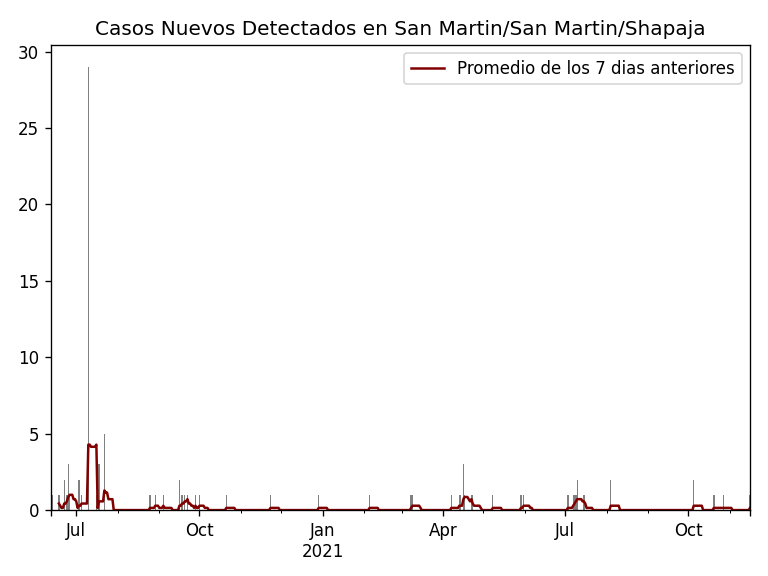 Casos Nuevos Detectados en San Martin/San Martin/Shapaja
Promedio de los 7 dias anteriores
30
25
20
15
10
5
0
Jul Oct Jan Apr Jul Oct
2021